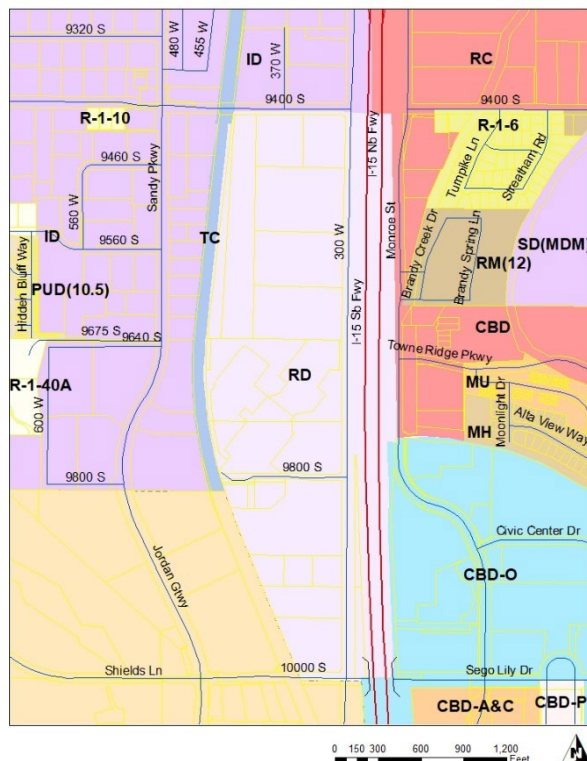 9320 S
480 W
455 W
ID
370 W
RC
9400 S
9400 S
R-1-10
R-1-6
9460 S
Sandy Pkwy
I-15 Nb Fwy
Turnpike Ln
Streatham Rd
560 W
Monroe St
ID
9560 S
TC
300 W
Brandy Creek Dr
Brandy Spring Ln
SD(MDM)
RM(12)
Hidden Bluff Way
PUD(10.5)
I-15 Sb Fwy
CBD
9675 S
9640 S
Towne Ridge Pkwy
R-1-40A
RD
MU
600 W
Moonlight Dr
Alta View Way
MH
9800 S
9800 S
Civic Center Dr
Jordan Gtwy
CBD-O
Shields Ln
10000 S
Sego Lily Dr
CBD-A&C
CBD-P
N
0 150 300 600 900 1,200
Feet